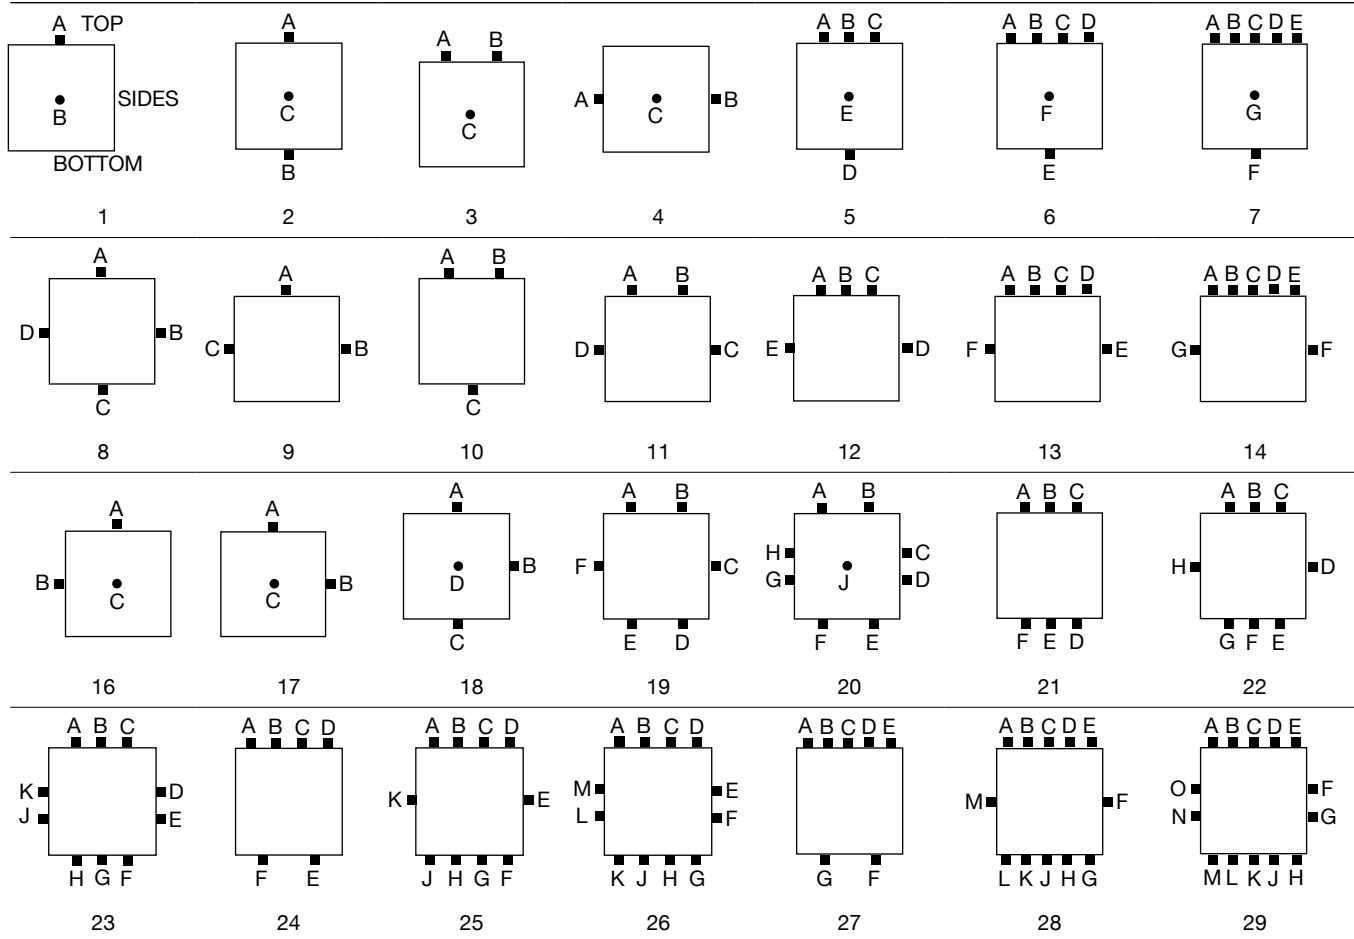 A TOP A A B A B C A B C D A B C D E
SIDES A B
B C C C E F G
BOTTOM B D E F
1 2 3 4 5 6 7
A A A B A B A B C A B C D A B C D E
D B C B D C E D F E G F
C C
8 9 10 11 12 13 14
A A A A B A B A B C A B C
B C C B D B F C H G J C D H D
C E D F E F E D G F E
16 17 18 19 20 21 22
A B C A B C D A B C D A B C D A B C D E A B C D E A B C D E
K D M E O F
J E K E L F M F N G
H G F F E J H G F K J H G G F L K J H G M L K J H
23 24 25 26 27 28 29